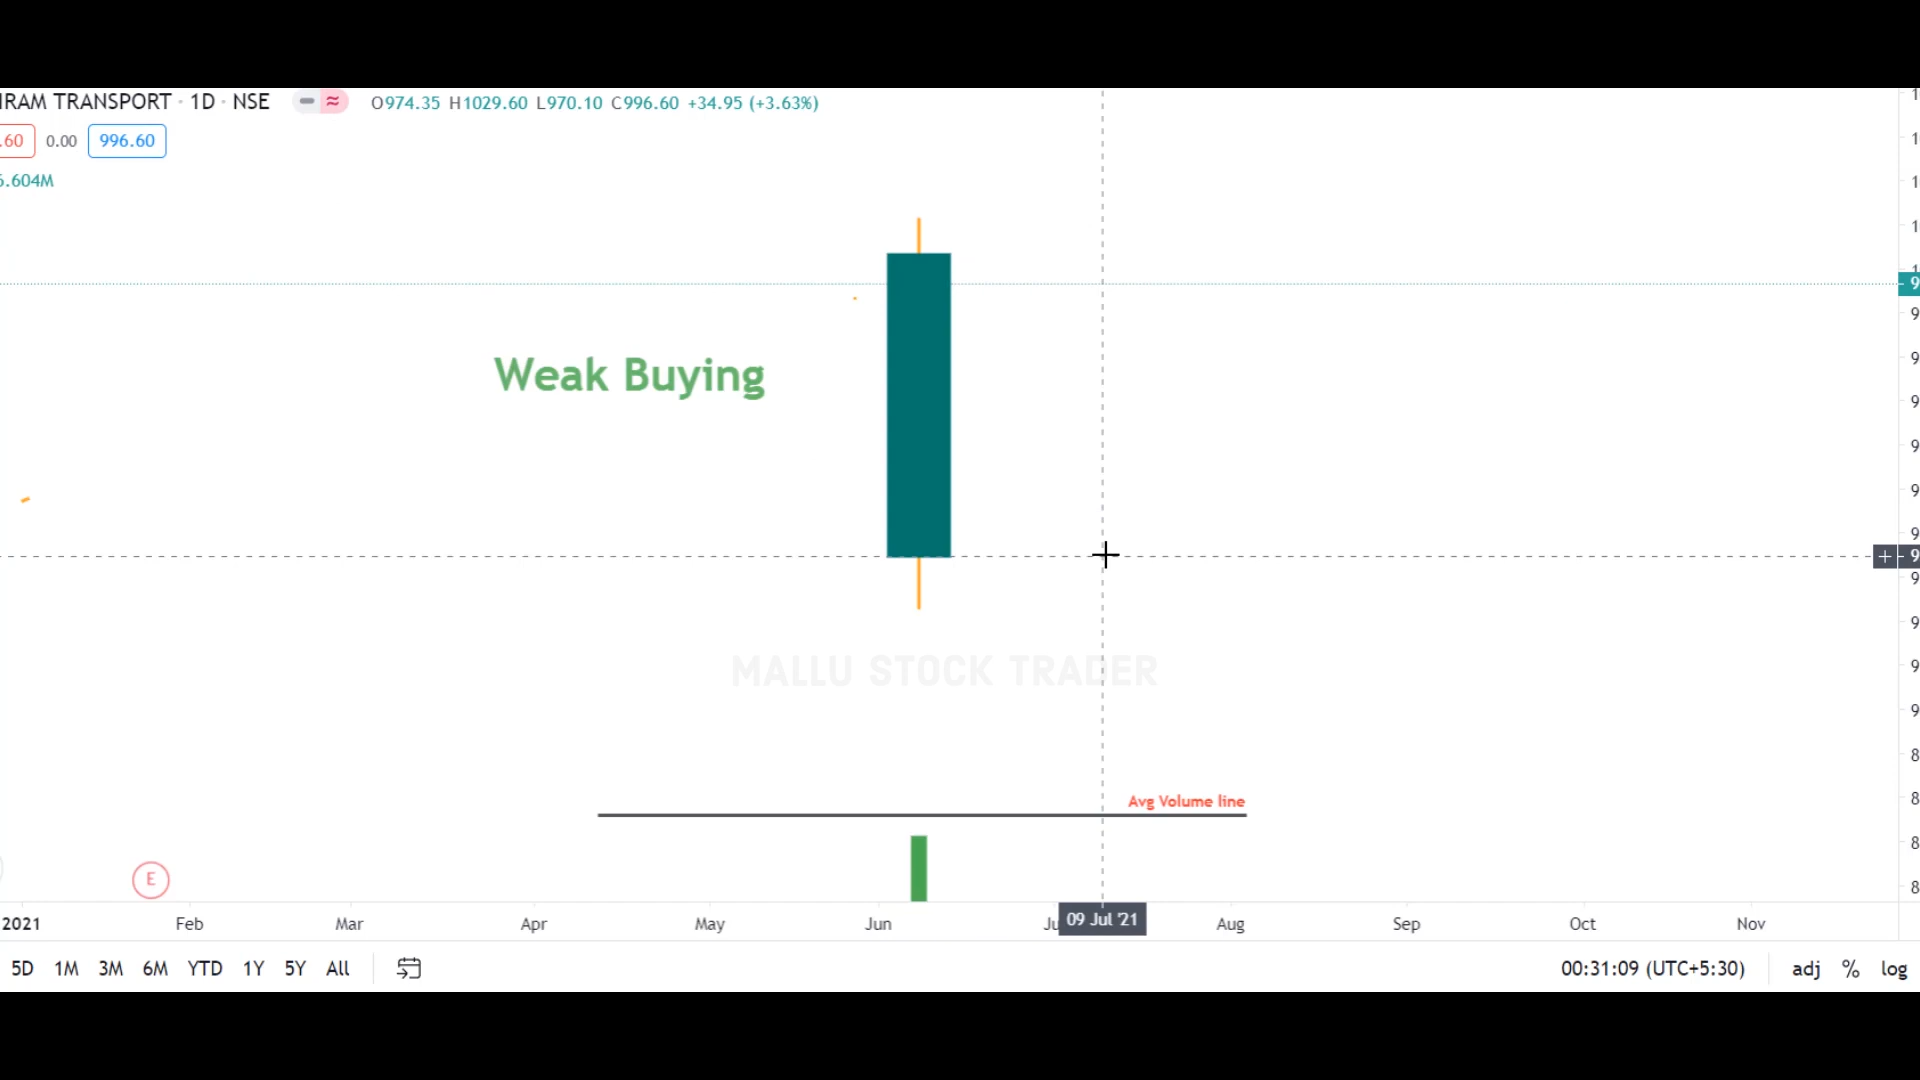 IRAM TRANSPORT · 1D · NSE O974.35 H1029.60 L970.10 C996.60 +34.95 (+3.63%)
.60 0.00 996.60
6.604M
Weak Buying
MALLU STOCK TRADER
Avg Volume line
E
2021 Feb Mar Apr May Jun 09 Jul '21 Aug Sep Oct Nov
5D 1M 3M 6M YTD 1Y 5Y All 00:31:09 (UTC+5:30) adj % log